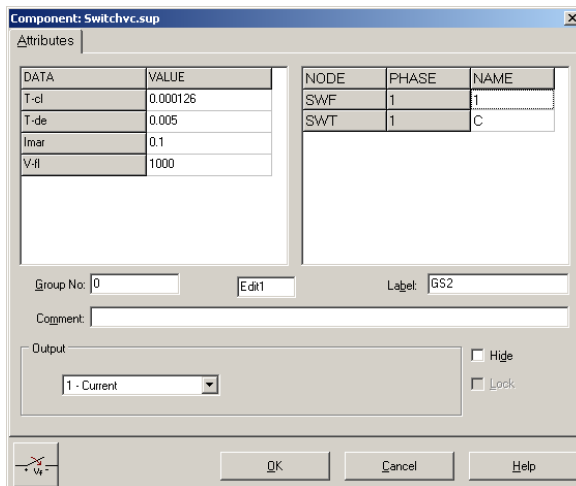 Component: Switchvc.sup
Attributes
DATA VALUE
T-cl 0.000126
T-de 0.005
Imar 0.1
V-fl 1000
NODE PHASE NAME
SWF 1 1
SWT 1 C
Group No: 0
Edit1
Label: GS2
Comment:
Output
1 - Current
Hide
Lock
+ Vf -
OK
Cancel
Help